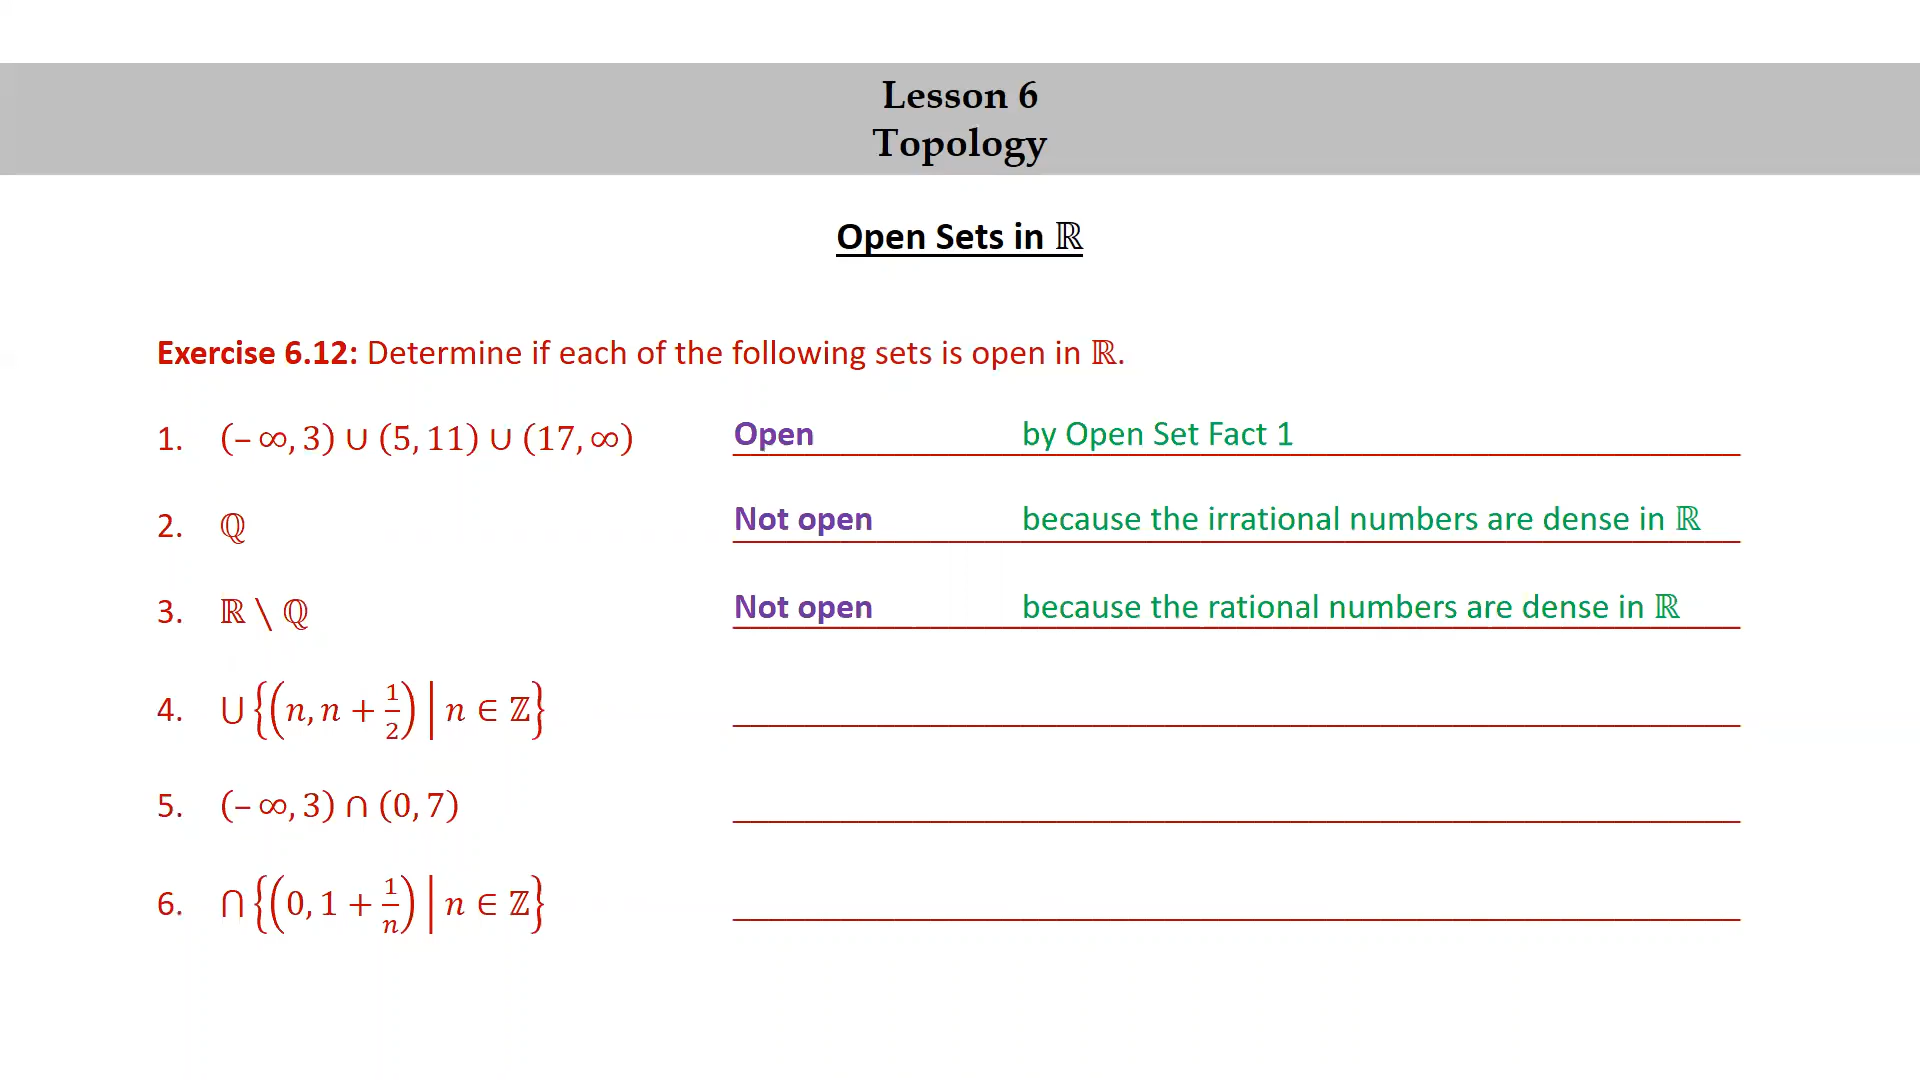 Lesson 6
Topology
Open Sets in ℝ
Exercise 6.12: Determine if each of the following sets is open in ℝ.
1. (– ∞, 3) ∪ (5, 11) ∪ (17, ∞) Open by Open Set Fact 1
2. ℚ Not open because the irrational numbers are dense in ℝ
3. ℝ \ ℚ Not open because the rational numbers are dense in ℝ
4. ∪{(n, n + 1/2) | n ∈ ℤ}
5. (– ∞, 3) ∩ (0, 7)
6. ∩{(0, 1 + 1/n) | n ∈ ℤ}